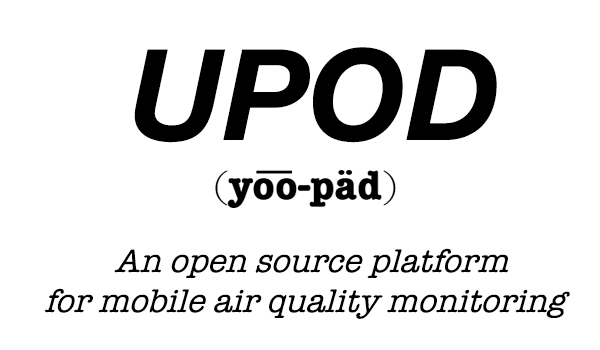 UPOD
(yo͞o-päd)
An open source platform
for mobile air quality monitoring